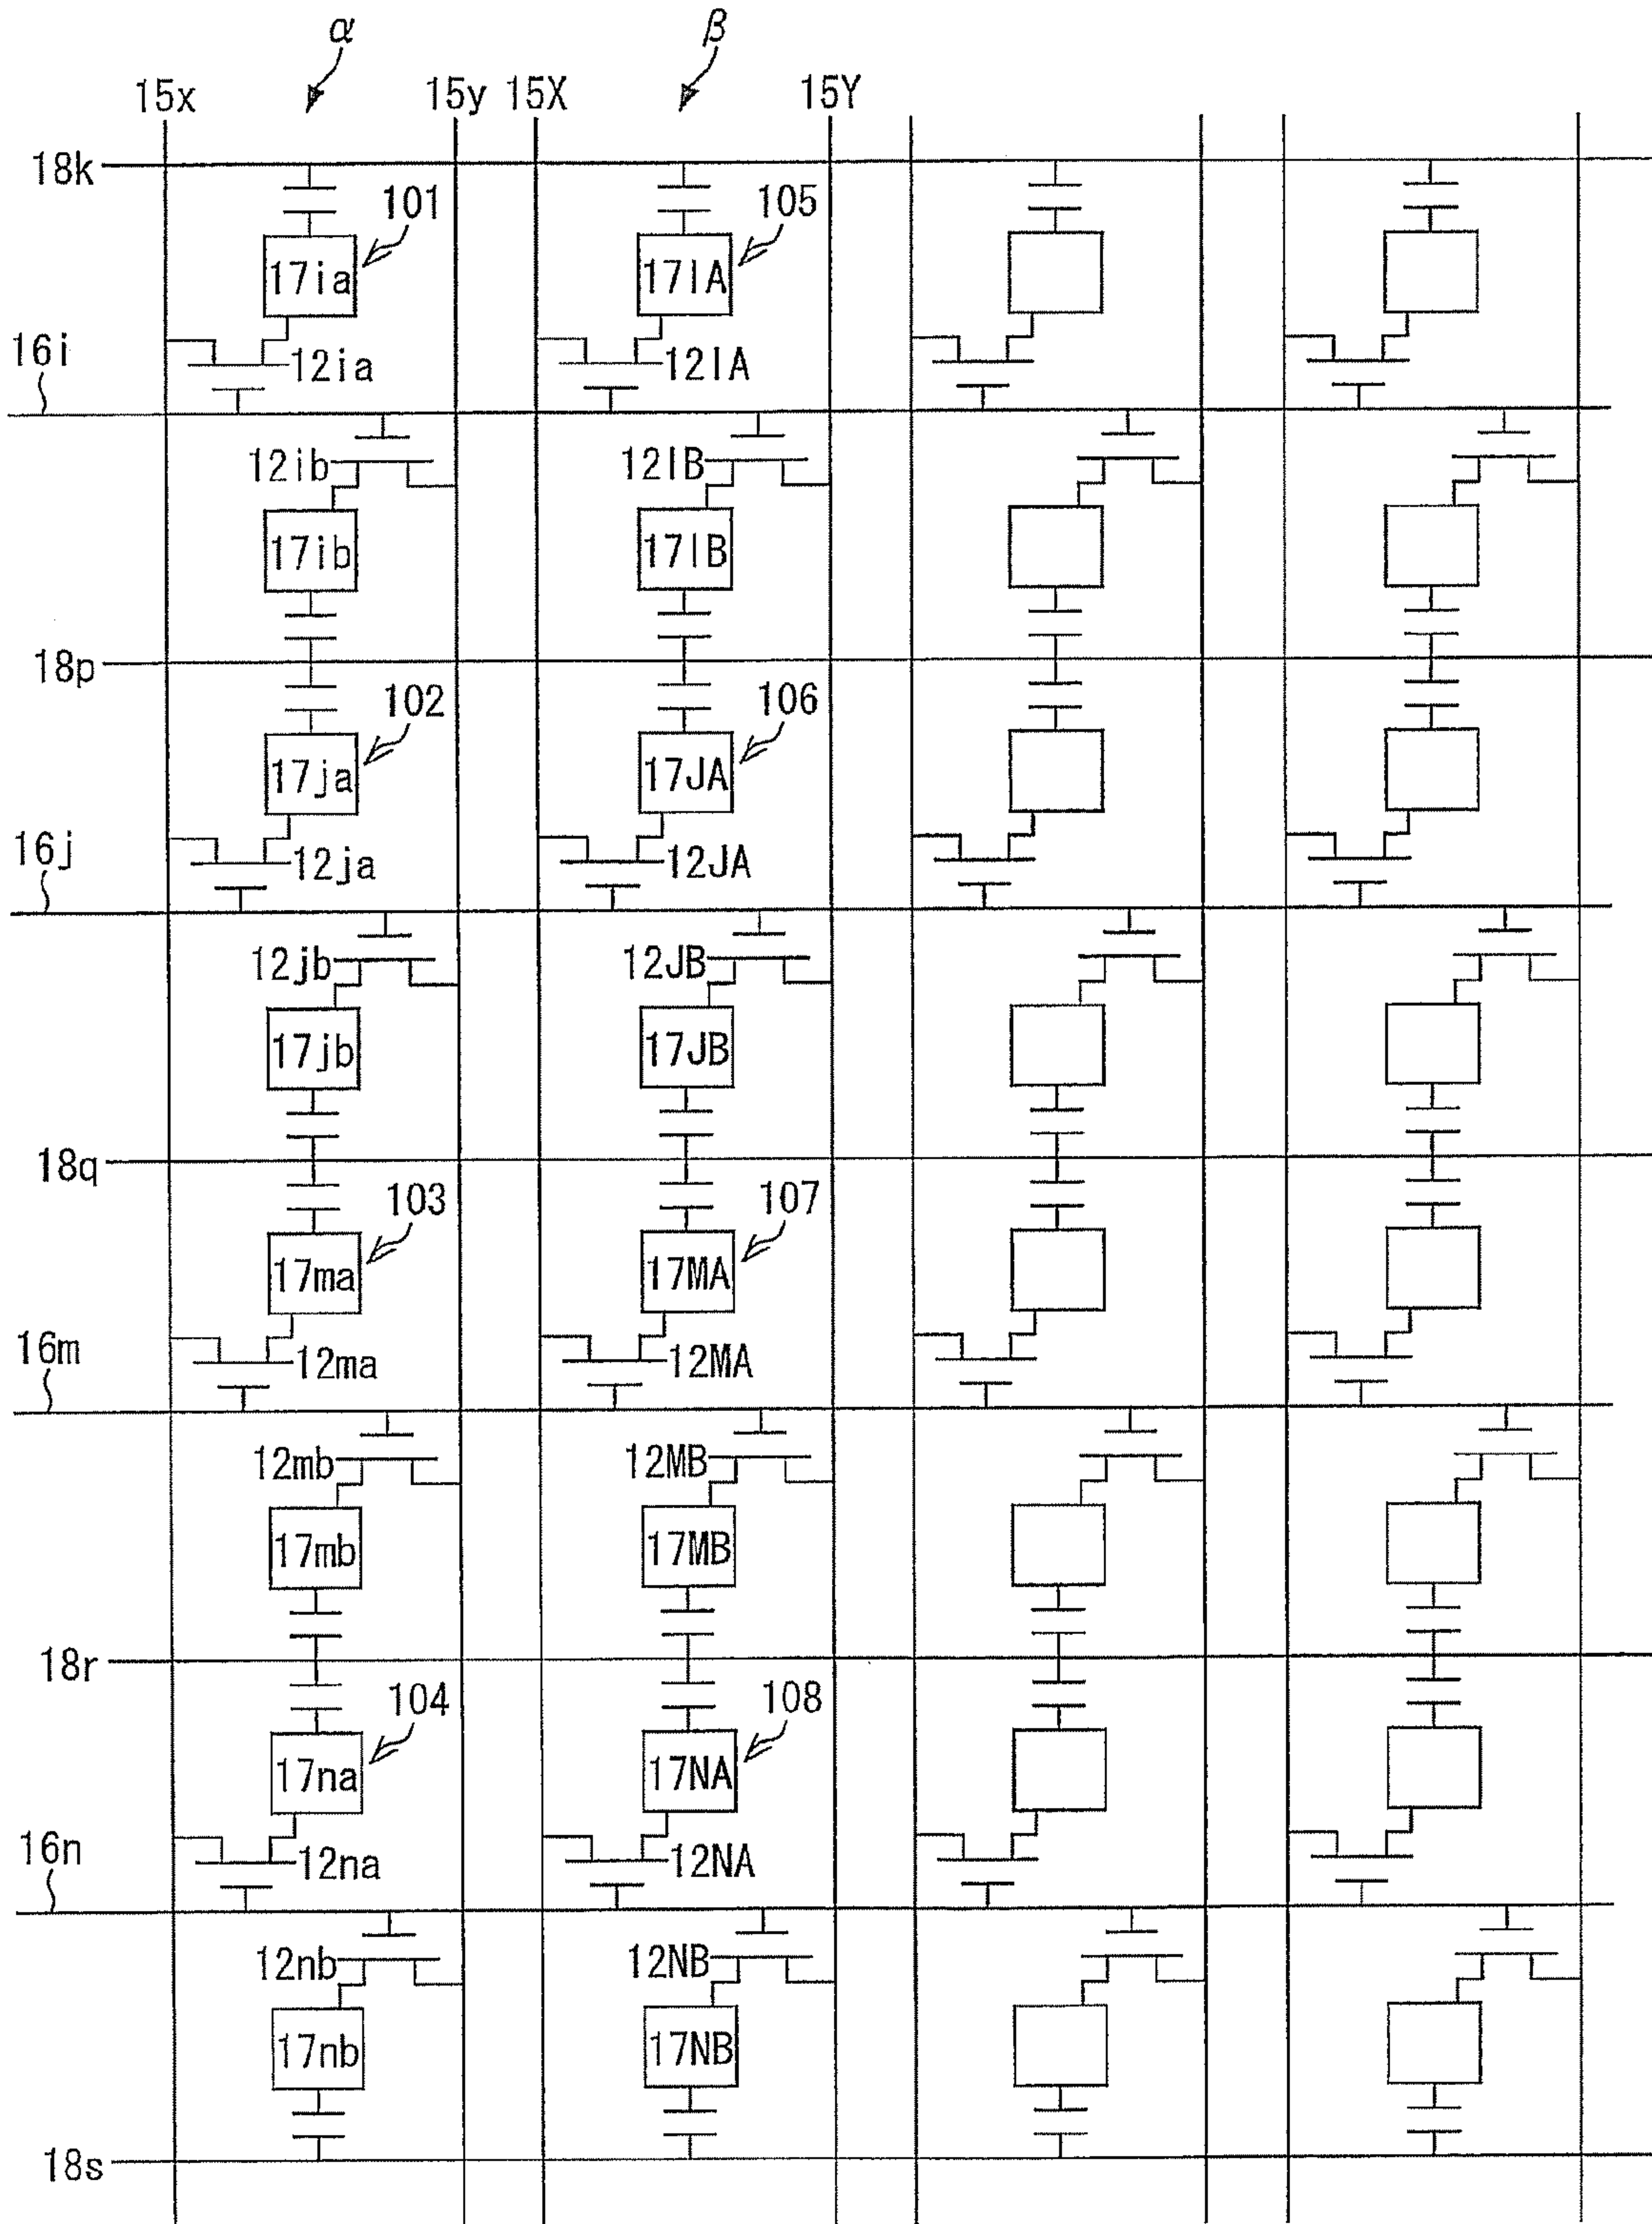 α β
15x 15y 15X 15Y
18k
101 105
17ia 17IA
16i 12ia 12IA
12ib 12IB
17ib 17IB
18p
102 106
17ja 17JA
16j 12ja 12JA
12jb 12JB
17jb 17JB
18q
103 107
17ma 17MA
16m 12ma 12MA
12mb 12MB
17mb 17MB
18r
104 108
17na 17NA
16n 12na 12NA
12nb 12NB
17nb 17NB
18s